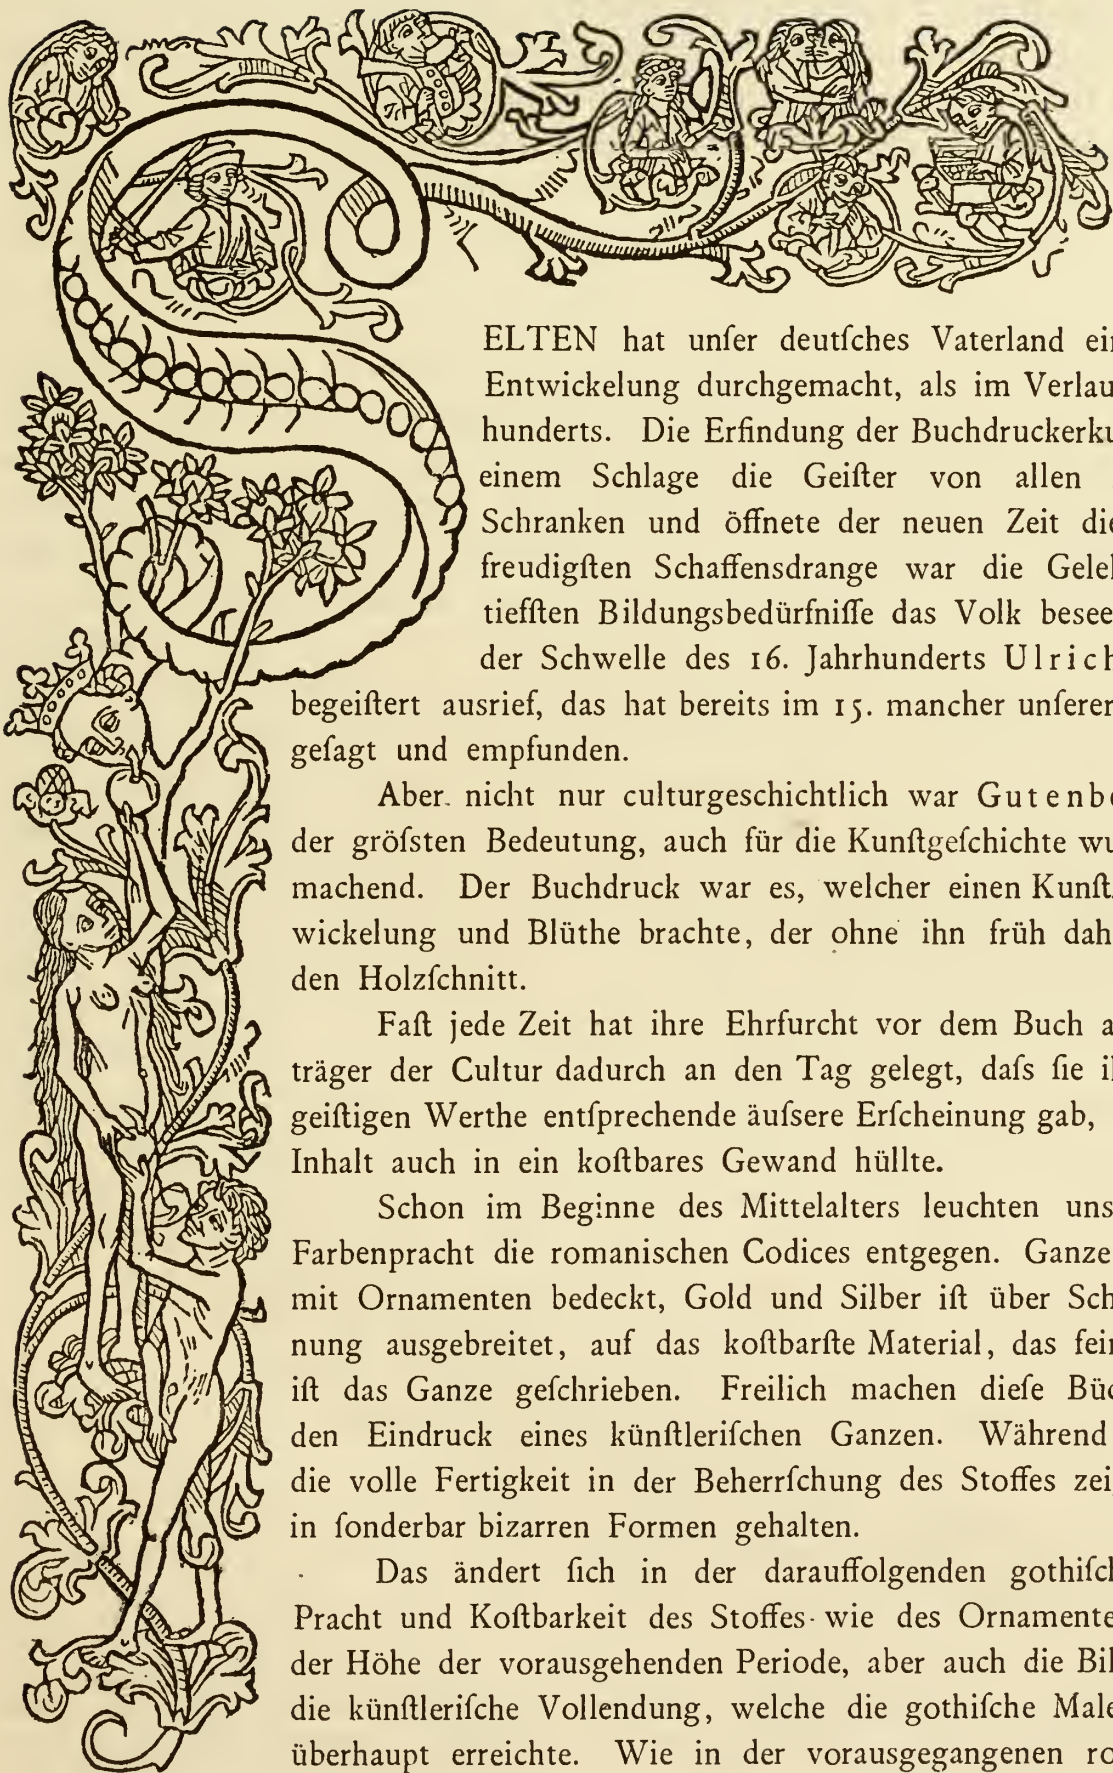 SELTEN hat unſer deutſches Vaterland ein
Entwickelung durchgemacht, als im Verlau
hunderts. Die Erfindung der Buchdruckerku
einem Schlage die Geiſter von allen
Schranken und öffnete der neuen Zeit die
freudigſten Schaffensdrange war die Geleh
tiefſten Bildungsbedürfniſſe das Volk beſee
der Schwelle des 16. Jahrhunderts Ulrich
begeiſtert ausrief, das hat bereits im 15. mancher unſerer
geſagt und empfunden.
Aber nicht nur culturgeſchichtlich war Gutenbe
der gröſsten Bedeutung, auch für die Kunſtgeſchichte wu
machend. Der Buchdruck war es, welcher einen Kunſt
wickelung und Blüthe brachte, der ohne ihn früh dah
den Holzſchnitt.
Faſt jede Zeit hat ihre Ehrfurcht vor dem Buch a
träger der Cultur dadurch an den Tag gelegt, daſs ſie ih
geiſtigen Werthe entſprechende äuſsere Erſcheinung gab,
Inhalt auch in ein koſtbares Gewand hüllte.
Schon im Beginne des Mittelalters leuchten uns
Farbenpracht die romaniſchen Codices entgegen. Ganze
mit Ornamenten bedeckt, Gold und Silber iſt über Sch
nung ausgebreitet, auf das koſtbarſte Material, das fein
iſt das Ganze geſchrieben. Freilich machen dieſe Büc
den Eindruck eines künſtleriſchen Ganzen. Während
die volle Fertigkeit in der Beherrſchung des Stoffes zei
in ſonderbar bizarren Formen gehalten.
Das ändert ſich in der darauffolgenden gothiſch
Pracht und Koſtbarkeit des Stoffes wie des Ornamente
der Höhe der vorausgehenden Periode, aber auch die Bil
die künſtleriſche Vollendung, welche die gothiſche Male
überhaupt erreichte. Wie in der vorausgegangenen ro